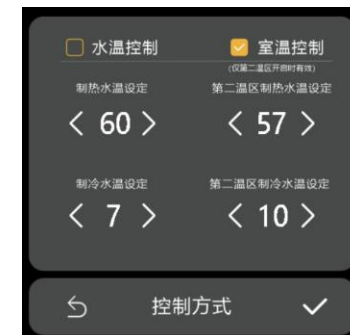 水温控制 室温控制
(仅第二温区开启时有效)
制热水温设定 第二温区制热水温设定
< 60 > < 57 >
制冷水温设定 第二温区制冷水温设定
< 7 > < 10 >
控制方式